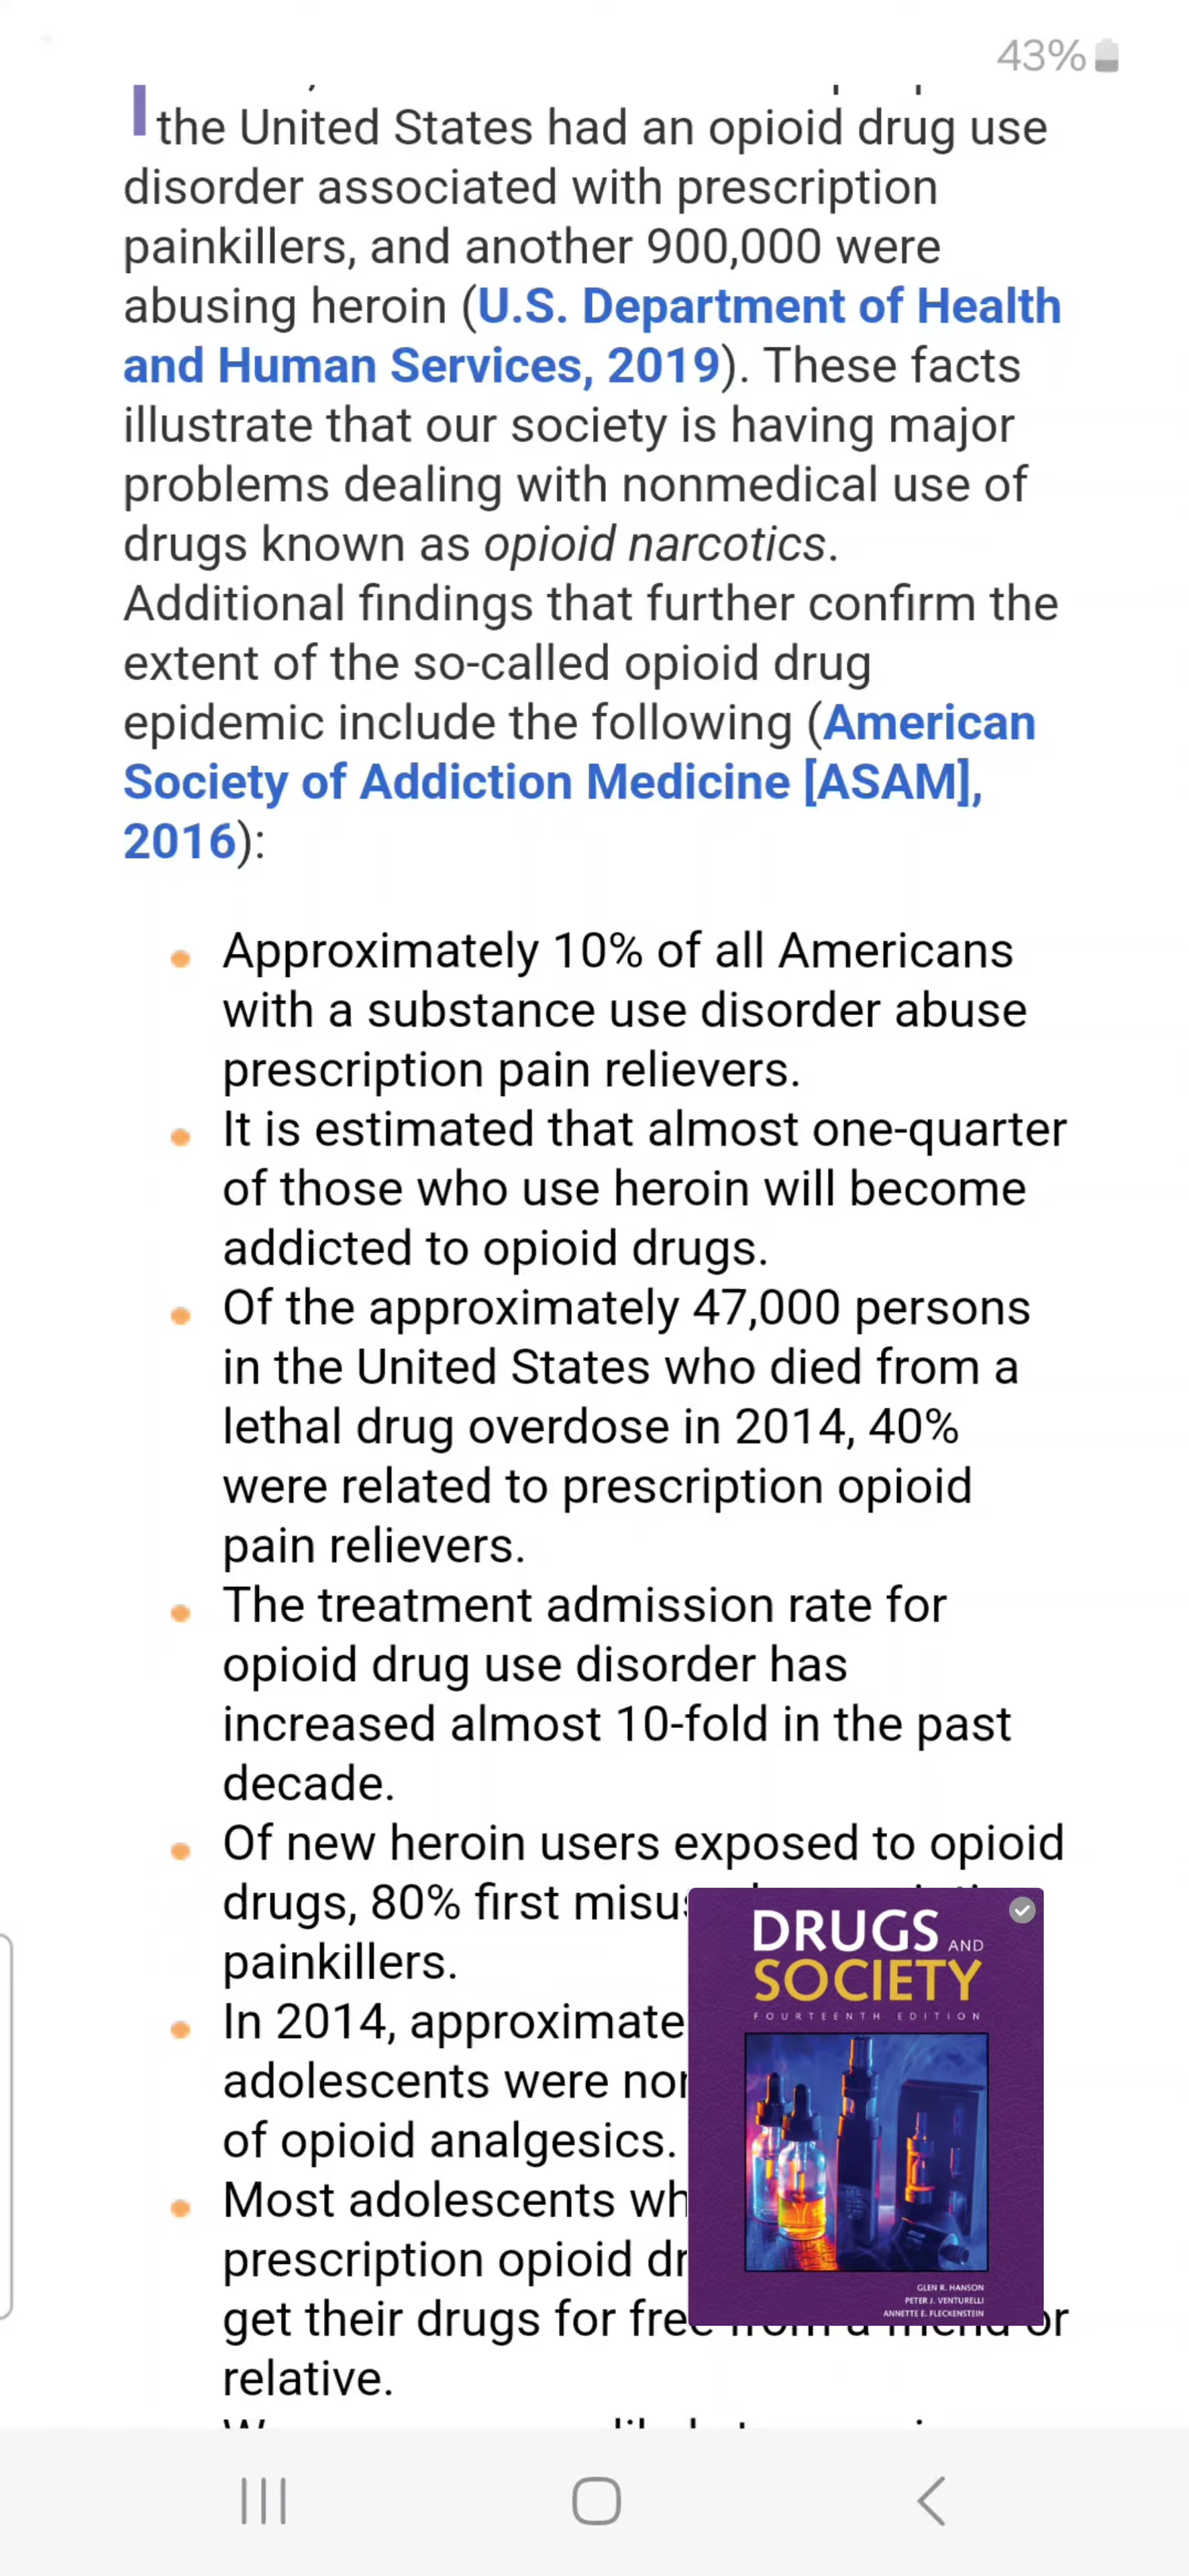 43%
the United States had an opioid drug use
disorder associated with prescription
painkillers, and another 900,000 were
abusing heroin (U.S. Department of Health
and Human Services, 2019). These facts
illustrate that our society is having major
problems dealing with nonmedical use of
drugs known as opioid narcotics.
Additional findings that further confirm the
extent of the so-called opioid drug
epidemic include the following (American
Society of Addiction Medicine [ASAM],
2016):
Approximately 10% of all Americans
with a substance use disorder abuse
prescription pain relievers.
It is estimated that almost one-quarter
of those who use heroin will become
addicted to opioid drugs.
Of the approximately 47,000 persons
in the United States who died from a
lethal drug overdose in 2014, 40%
were related to prescription opioid
pain relievers.
The treatment admission rate for
opioid drug use disorder has
increased almost 10-fold in the past
decade.
Of new heroin users exposed to opioid
drugs, 80% first
painkillers.
In 2014,
adolescents were
of opioid analgesics.
Most adolescents
prescription opioid
get their drugs for
relative.
DRUGS AND
SOCIETY
FOURTEENTH EDITION
GLEN R. HANSON
PETER J. VENTURELLI
ANNETTE E. FLECKENSTEIN